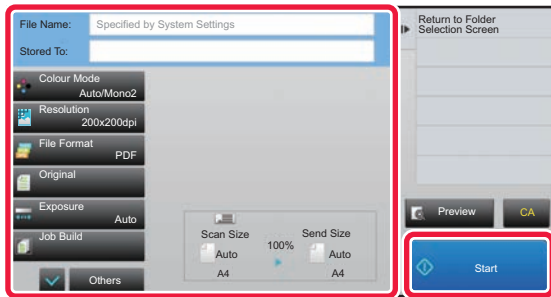 File Name:
Specified by System Settings
Stored To:
Colour Mode
Auto/Mono2
Resolution
200x200dpi
File Format
PDF
Original
Exposure
Auto
Job Build
Others
Scan Size
100%
Send Size
Auto
Auto
A4
A4
Return to Folder
Selection Screen
Preview
CA
Start